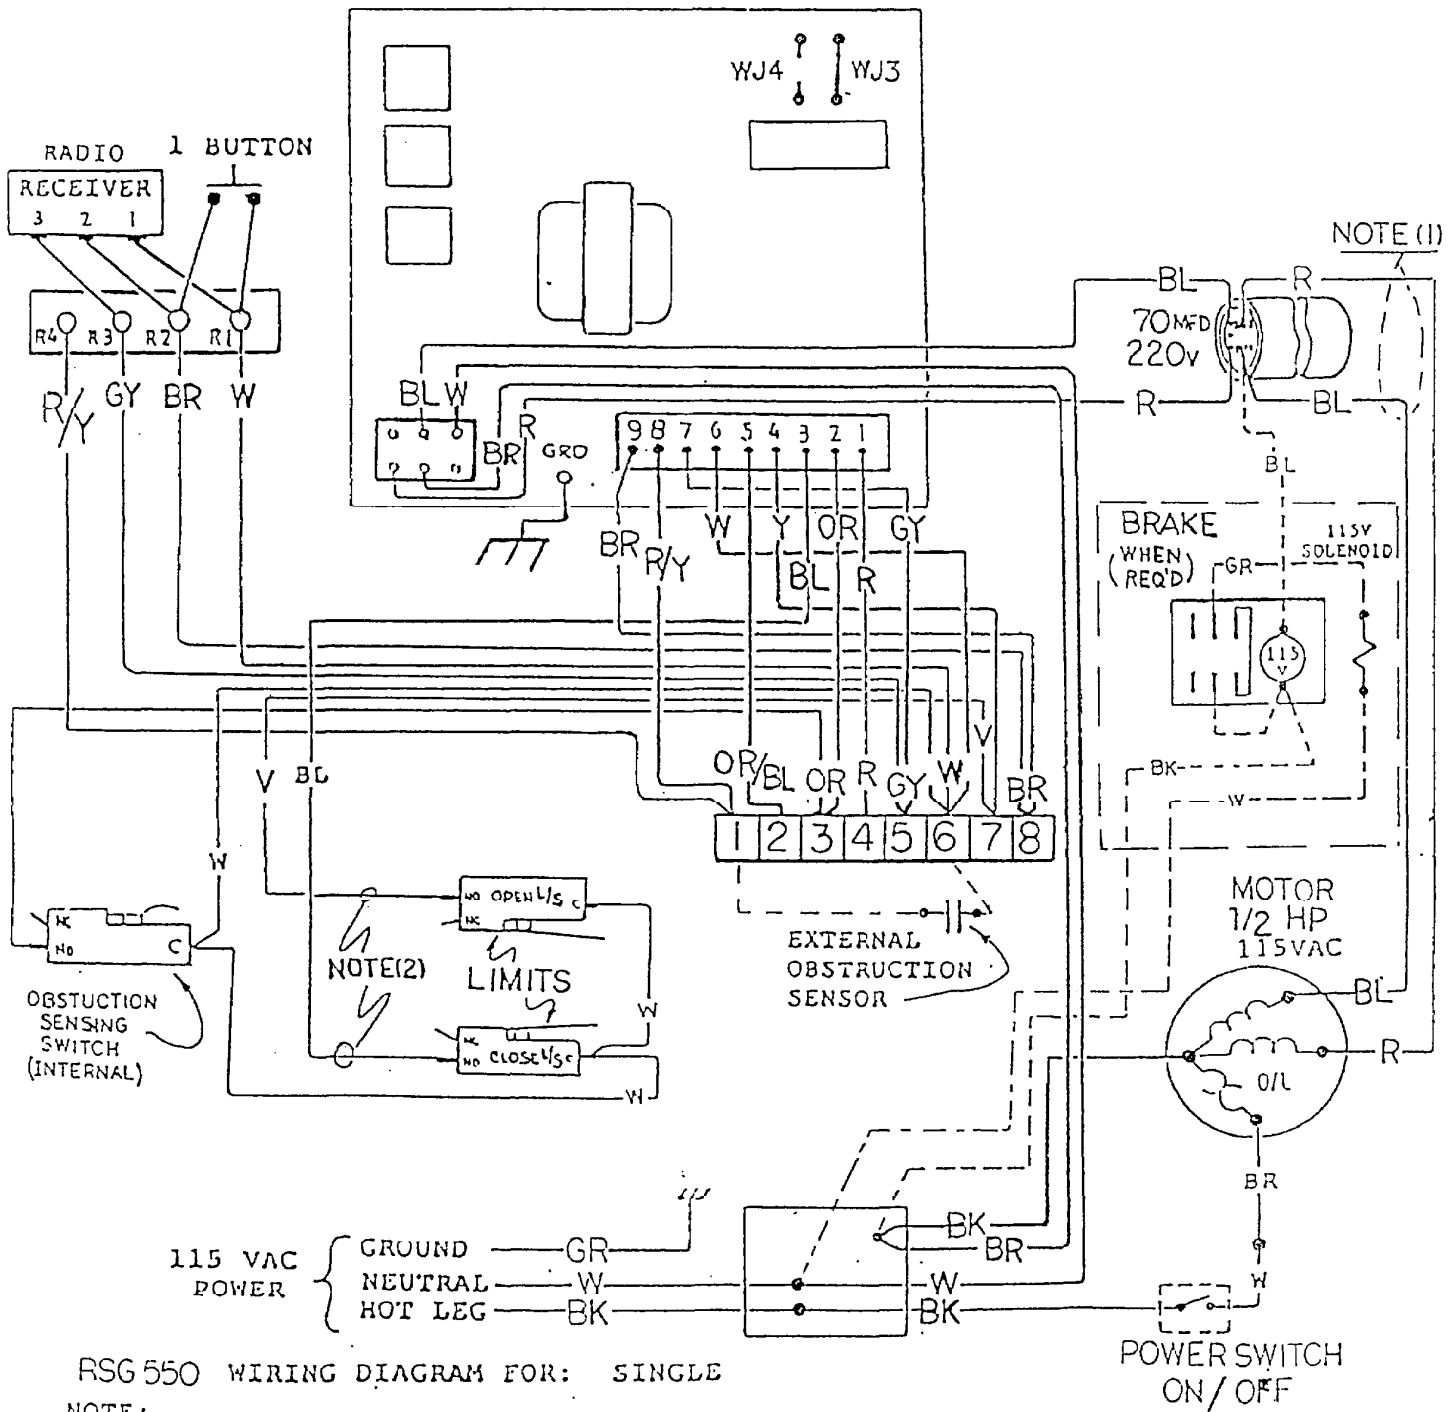 WJ4 WJ3
1 BUTTON
RADIO
RECEIVER
3 2 1
R4 R3 R2 R1
R/Y GY BR W
BL W
BR R
GRD
9 8 7 6 5 4 3 2 1
BR R/Y W Y OR GY
BL R
NOTE (1)
BL R
70 MFD
220V
R BL
BL
BRAKE
(WHEN REQ'D)
115V
SOLENOID
GR
115
V
BK
W
V BL
W
OR/BL OR R GY W V BR
1 2 3 4 5 6 7 8
NC
NO C
OBSTUCTION
SENSING
SWITCH
(INTERNAL)
NO OPEN L/S C
NC
NOTE(2)
LIMITS
W
NC
NO CLOSE L/S C
W
EXTERNAL
OBSTRUCTION
SENSOR
MOTOR
1/2 HP
115VAC
BL
R
O/L
BR
W
115 VAC
POWER
GROUND GR
NEUTRAL W
HOT LEG BK
BK
BR
W
BK
POWER SWITCH
ON / OFF
RSG 550 WIRING DIAGRAM FOR: SINGLE
NOTE: